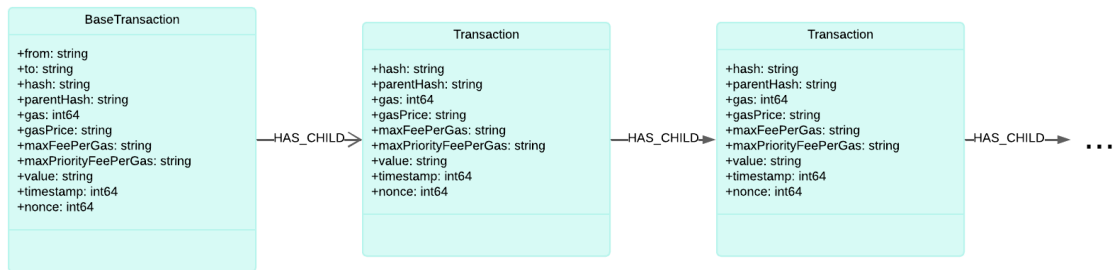 BaseTransaction
+from: string
+to: string
+hash: string
+parentHash: string
+gas: int64
+gasPrice: string
+maxFeePerGas: string
+maxPriorityFeePerGas: string
+value: string
+timestamp: int64
+nonce: int64
HAS_CHILD
Transaction
+hash: string
+parentHash: string
+gas: int64
+gasPrice: string
+maxFeePerGas: string
+maxPriorityFeePerGas: string
+value: string
+timestamp: int64
+nonce: int64
HAS_CHILD
Transaction
+hash: string
+parentHash: string
+gas: int64
+gasPrice: string
+maxFeePerGas: string
+maxPriorityFeePerGas: string
+value: string
+timestamp: int64
+nonce: int64
HAS_CHILD
...